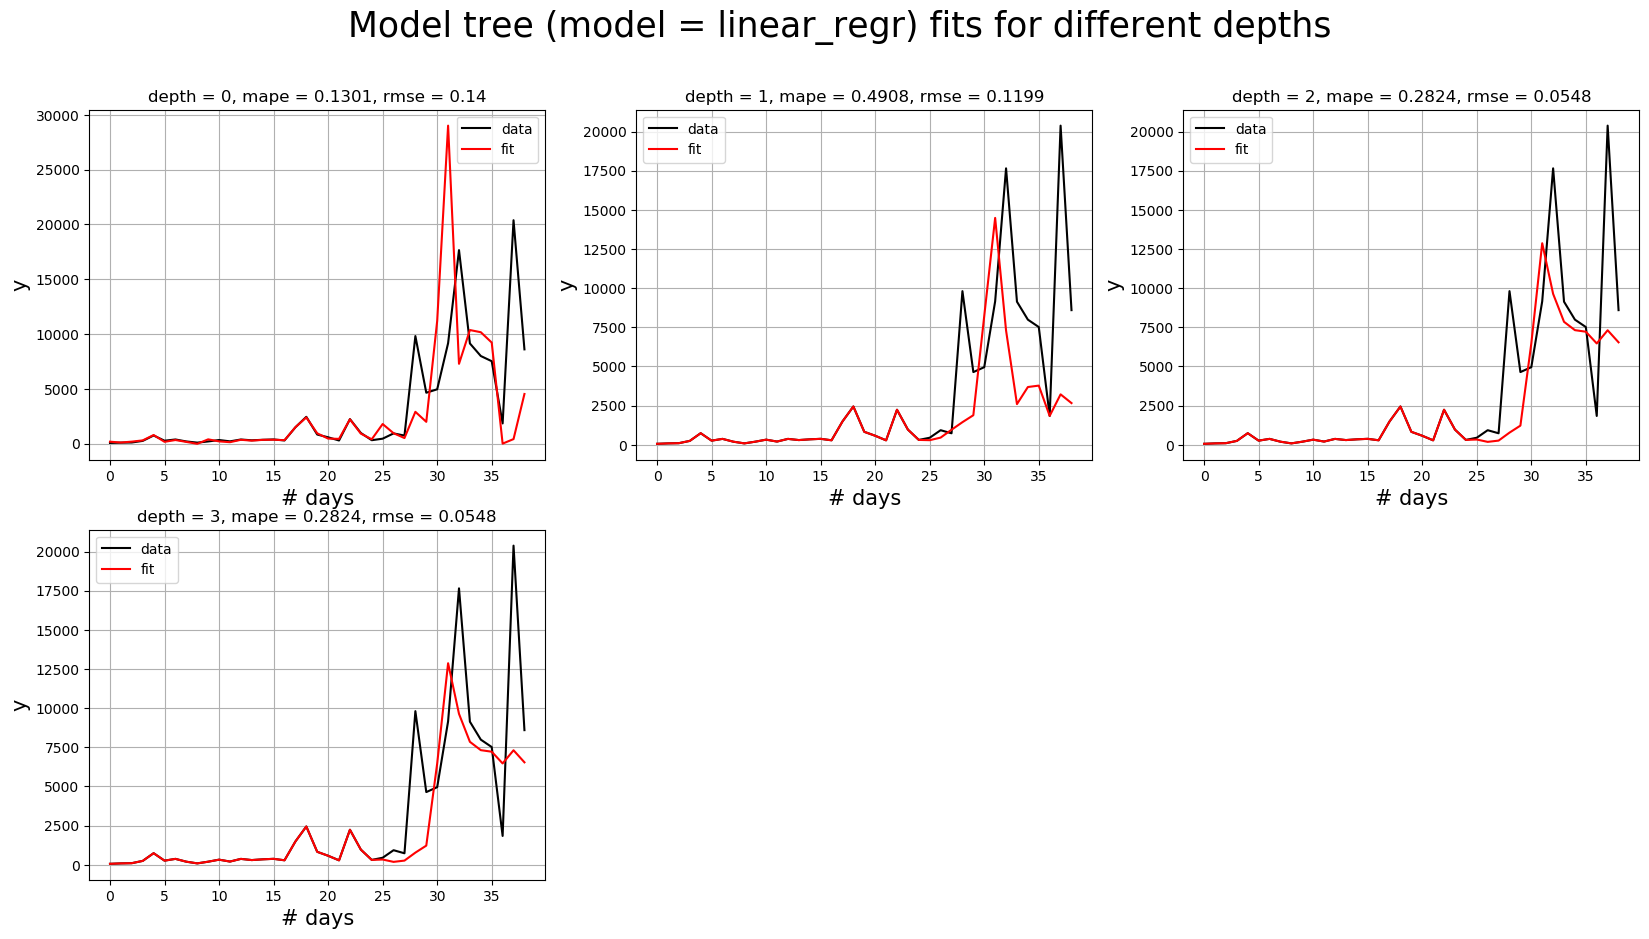 Model tree (model = linear_regr) fits for different depths
depth = 0, mape = 0.1301, rmse = 0.14
30000
25000
20000
15000
10000
5000
0
y
data
fit
0 5 10 15 20 25 30 35
# days
depth = 1, mape = 0.4908, rmse = 0.1199
20000
17500
15000
12500
10000
7500
5000
2500
0
y
data
fit
0 5 10 15 20 25 30 35
# days
depth = 2, mape = 0.2824, rmse = 0.0548
20000
17500
15000
12500
10000
7500
5000
2500
0
y
data
fit
0 5 10 15 20 25 30 35
# days
depth = 3, mape = 0.2824, rmse = 0.0548
20000
17500
15000
12500
10000
7500
5000
2500
0
y
data
fit
0 5 10 15 20 25 30 35
# days